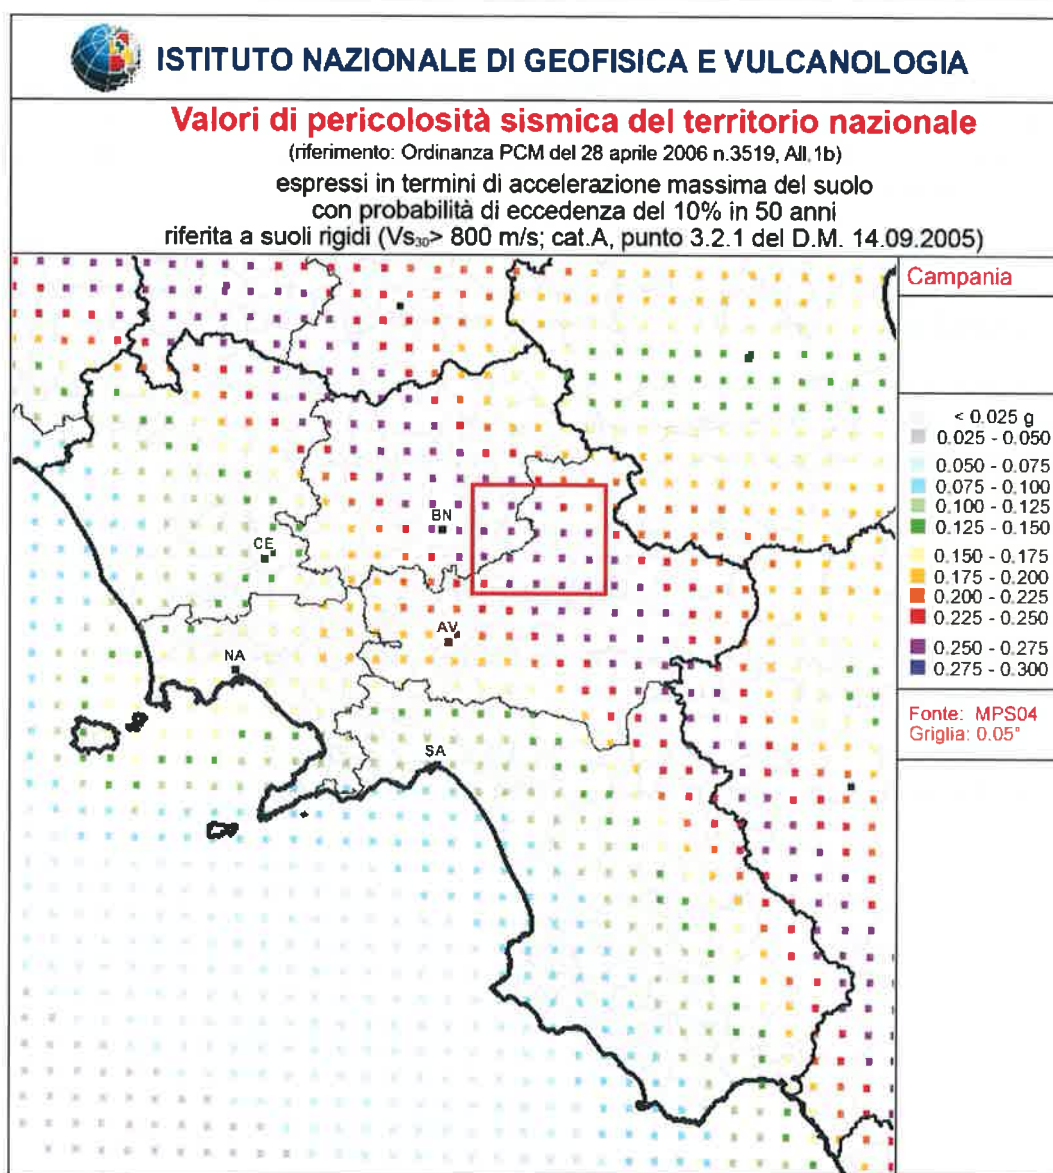 ISTITUTO NAZIONALE DI GEOFISICA E VULCANOLOGIA
Valori di pericolosità sismica del territorio nazionale
(riferimento: Ordinanza PCM del 28 aprile 2006 n.3519, All.1b)
espressi in termini di accelerazione massima del suolo
con probabilità di eccedenza del 10% in 50 anni
riferita a suoli rigidi (Vs30> 800 m/s; cat.A, punto 3.2.1 del D.M. 14.09.2005)
Campania
< 0.025 g
0.025 - 0.050
0.050 - 0.075
0.075 - 0.100
0.100 - 0.125
0.125 - 0.150
0.150 - 0.175
0.175 - 0.200
0.200 - 0.225
0.225 - 0.250
0.250 - 0.275
0.275 - 0.300
Fonte: MPS04
Griglia: 0.05°
BN
CE
AV
NA
SA